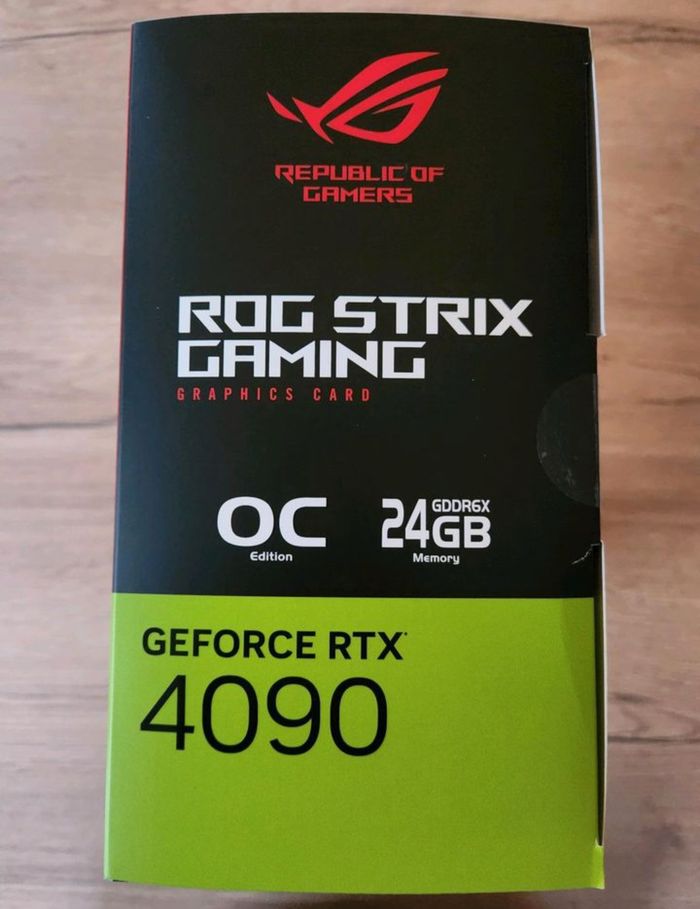 REPUBLIC OF
GAMERS
ROG STRIX
GAMING
GRAPHICS CARD
OC
Edition
24GB
GDDR6X
Memory
GEFORCE RTX
4090